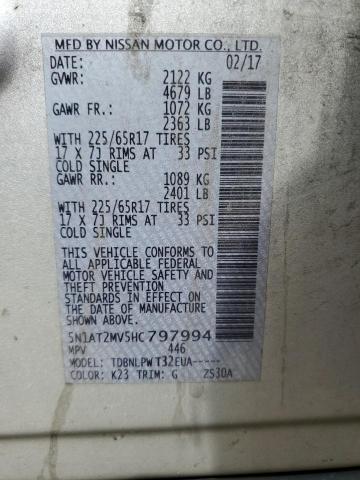 MFD BY NISSAN MOTOR CO., LTD.
DATE: 02/17
GVWR: 2122 KG
4679 LB
GAWR FR.: 1072 KG
2363 LB
WITH 225/65R17 TIRES
17 X 7J RIMS AT 33 PSI
COLD SINGLE
GAWR RR.: 1089 KG
2401 LB
WITH 225/65R17 TIRES
17 X 7J RIMS AT 33 PSI
COLD SINGLE
THIS VEHICLE CONFORMS TO
ALL APPLICABLE FEDERAL
MOTOR VEHICLE SAFETY AND
THEFT PREVENTION
STANDARDS IN EFFECT ON
THE DATE OF MANUFACTURE
SHOWN ABOVE.
5N1AT2MV5HC797994
MPV 446
MODEL: TDBNLPW T32EUA-----
COLOR: K23 TRIM: G ZS30A